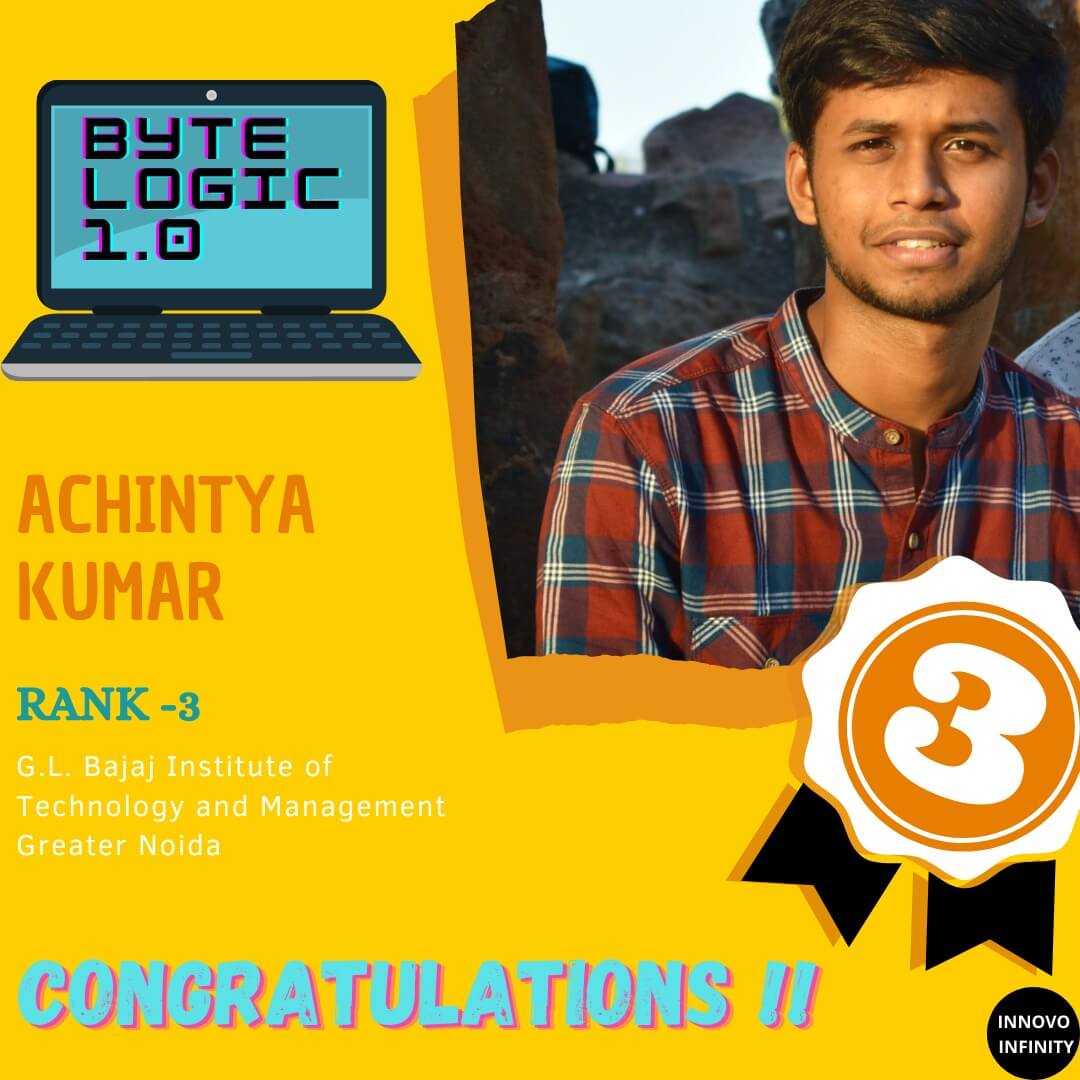 BYTE
LOGIC
1.0
ACHINTYA
KUMAR
RANK -3
G.L. Bajaj Institute of
Technology and Management
Greater Noida
3
CONGRATULATIONS !!
INNOVO
INFINITY